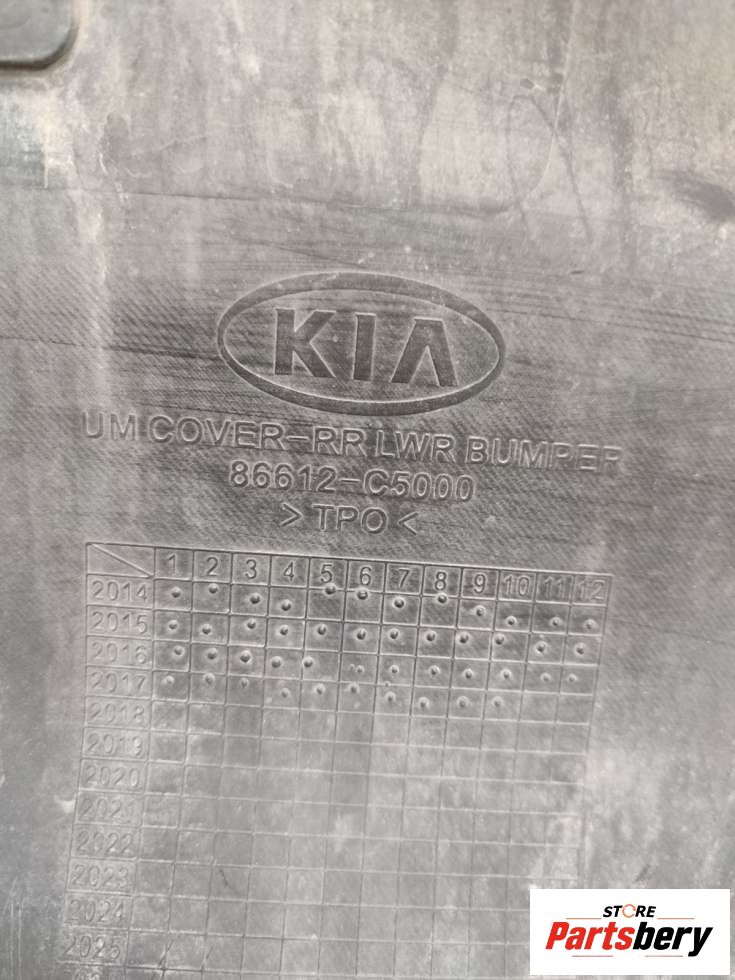 KIA
UM COVER-RR LWR BUMPER
86612-C5000
>TPO<
1 2 3 4 5 6 7 8 9 10 11 12
2014
2015
2016
2017
2018
2019
2020
2021
2022
2023
2024
2025
STORE
Partsbery